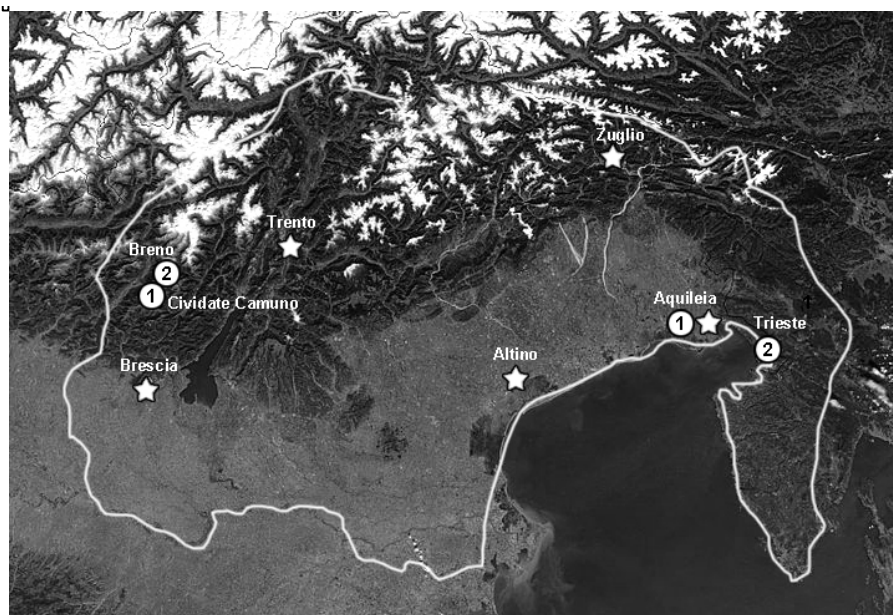 Zuglio
Trento
Breno
2
1
Cividate Camuno
Aquileia
1
Trieste
2
Brescia
Altino